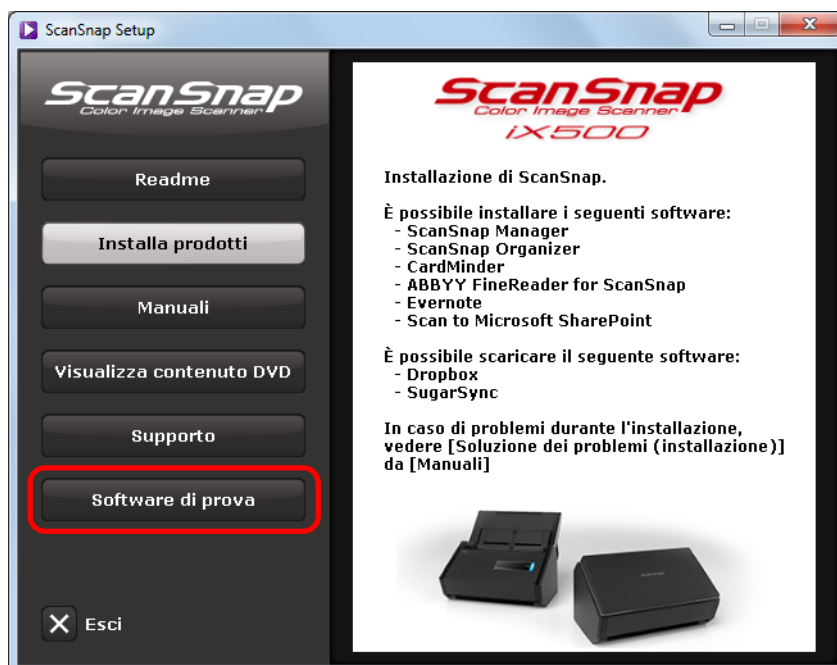 ScanSnap Setup
ScanSnap
Color Image Scanner
Readme
Installa prodotti
Manuali
Visualizza contenuto DVD
Supporto
Software di prova
Esci
ScanSnap
Color Image Scanner
iX500
Installazione di ScanSnap.
È possibile installare i seguenti software:
- ScanSnap Manager
- ScanSnap Organizer
- CardMinder
- ABBYY FineReader for ScanSnap
- Evernote
- Scan to Microsoft SharePoint
È possibile scaricare il seguente software:
- Dropbox
- SugarSync
In caso di problemi durante l'installazione,
vedere [Soluzione dei problemi (installazione)]
da [Manuali]